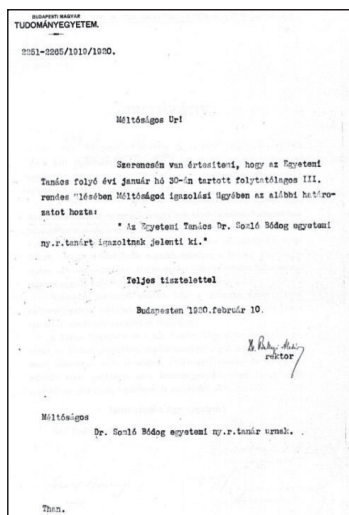 BUDAPESTI MAGYAR
TUDOMÁNYEGYETEM.
2251-2265/1919/1920.
Méltóságos Ur!
Szerencsém van értesiteni, hogy az Egyetemi
Tanács folyó évi január hó 30-án tartott folytatólagos III.
rendes "lésében Méltóságod igazolási ügyében az alábbi határo-
zatot hozta:
" Az Egyetemi Tanács Dr. Somló Bódog egyetemi
ny.r.tanárt igazoltnak jelenti ki."
Teljes tisztelettel
Budapesten 1920.február 10.
rektor
Méltóságos
Dr. Somló Bódog egyetemi ny.r.tanár urnak.
Than.